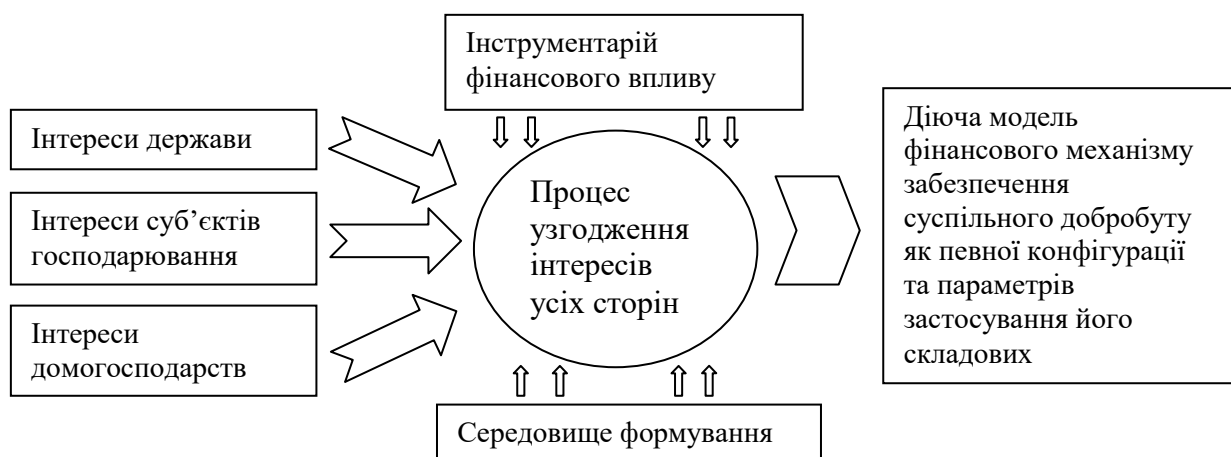 Інструментарій
фінансового впливу
Інтереси держави
Інтереси суб’єктів
господарювання
Інтереси
домогосподарств
Процес
узгодження
інтересів
усіх сторін
Середовище формування
Діюча модель
фінансового механізму
забезпечення
суспільного добробуту
як певної конфігурації
та параметрів
застосування його
складових